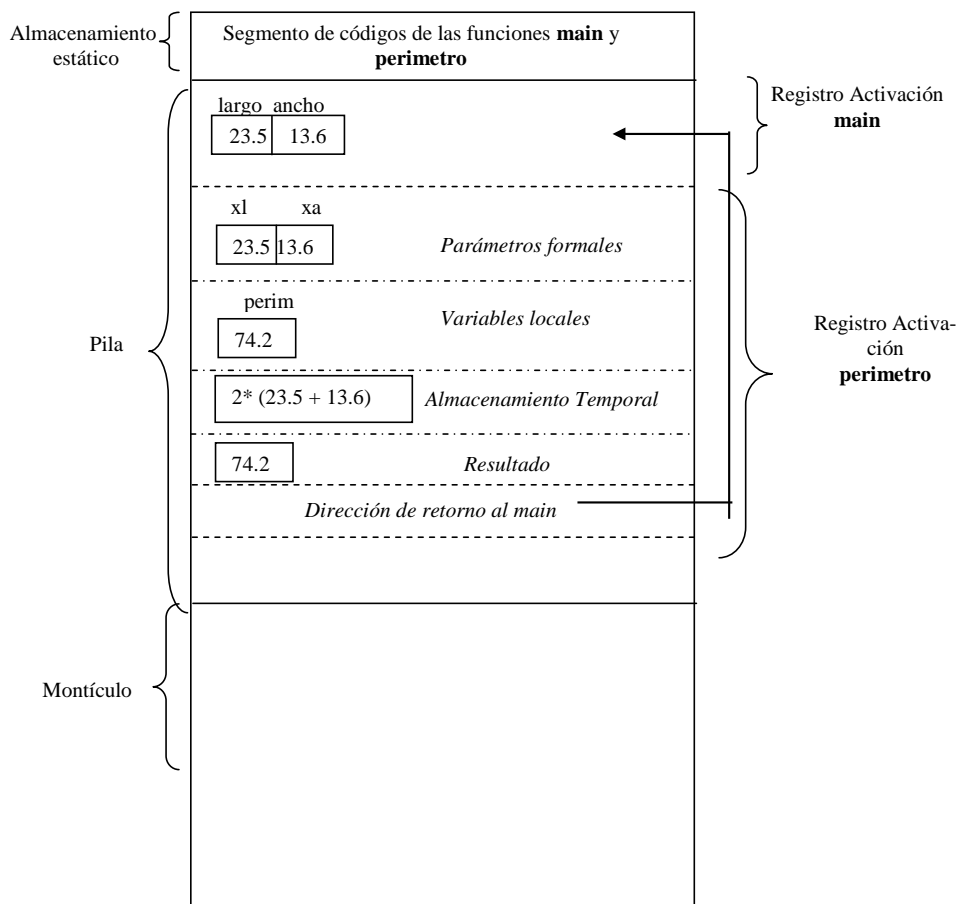 Almacenamiento
estático
Segmento de códigos de las funciones main y
perimetro
Registro Activación
main
largo ancho
23.5 13.6
xl xa
23.5 13.6
Parámetros formales
perim
Variables locales
74.2
Pila
Registro Activa-
ción
perimetro
2* (23.5 + 13.6)
Almacenamiento Temporal
74.2
Resultado
Dirección de retorno al main
Montículo